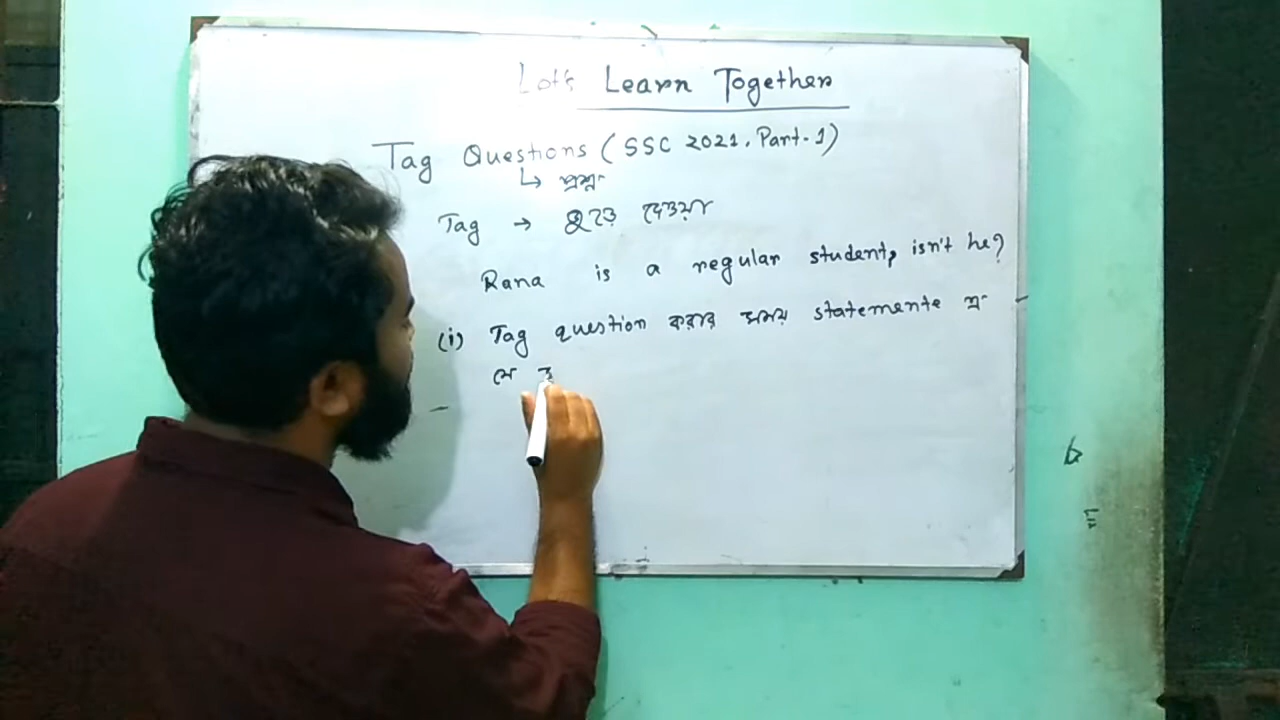 Let's Learn Together
Tag Questions (SSC 2021, Part-1)
↳ প্রশ্ন
Tag → জুড়ে দেওয়া
Rana is a regular student, isn't he?
(i) Tag question করার সময় statemente